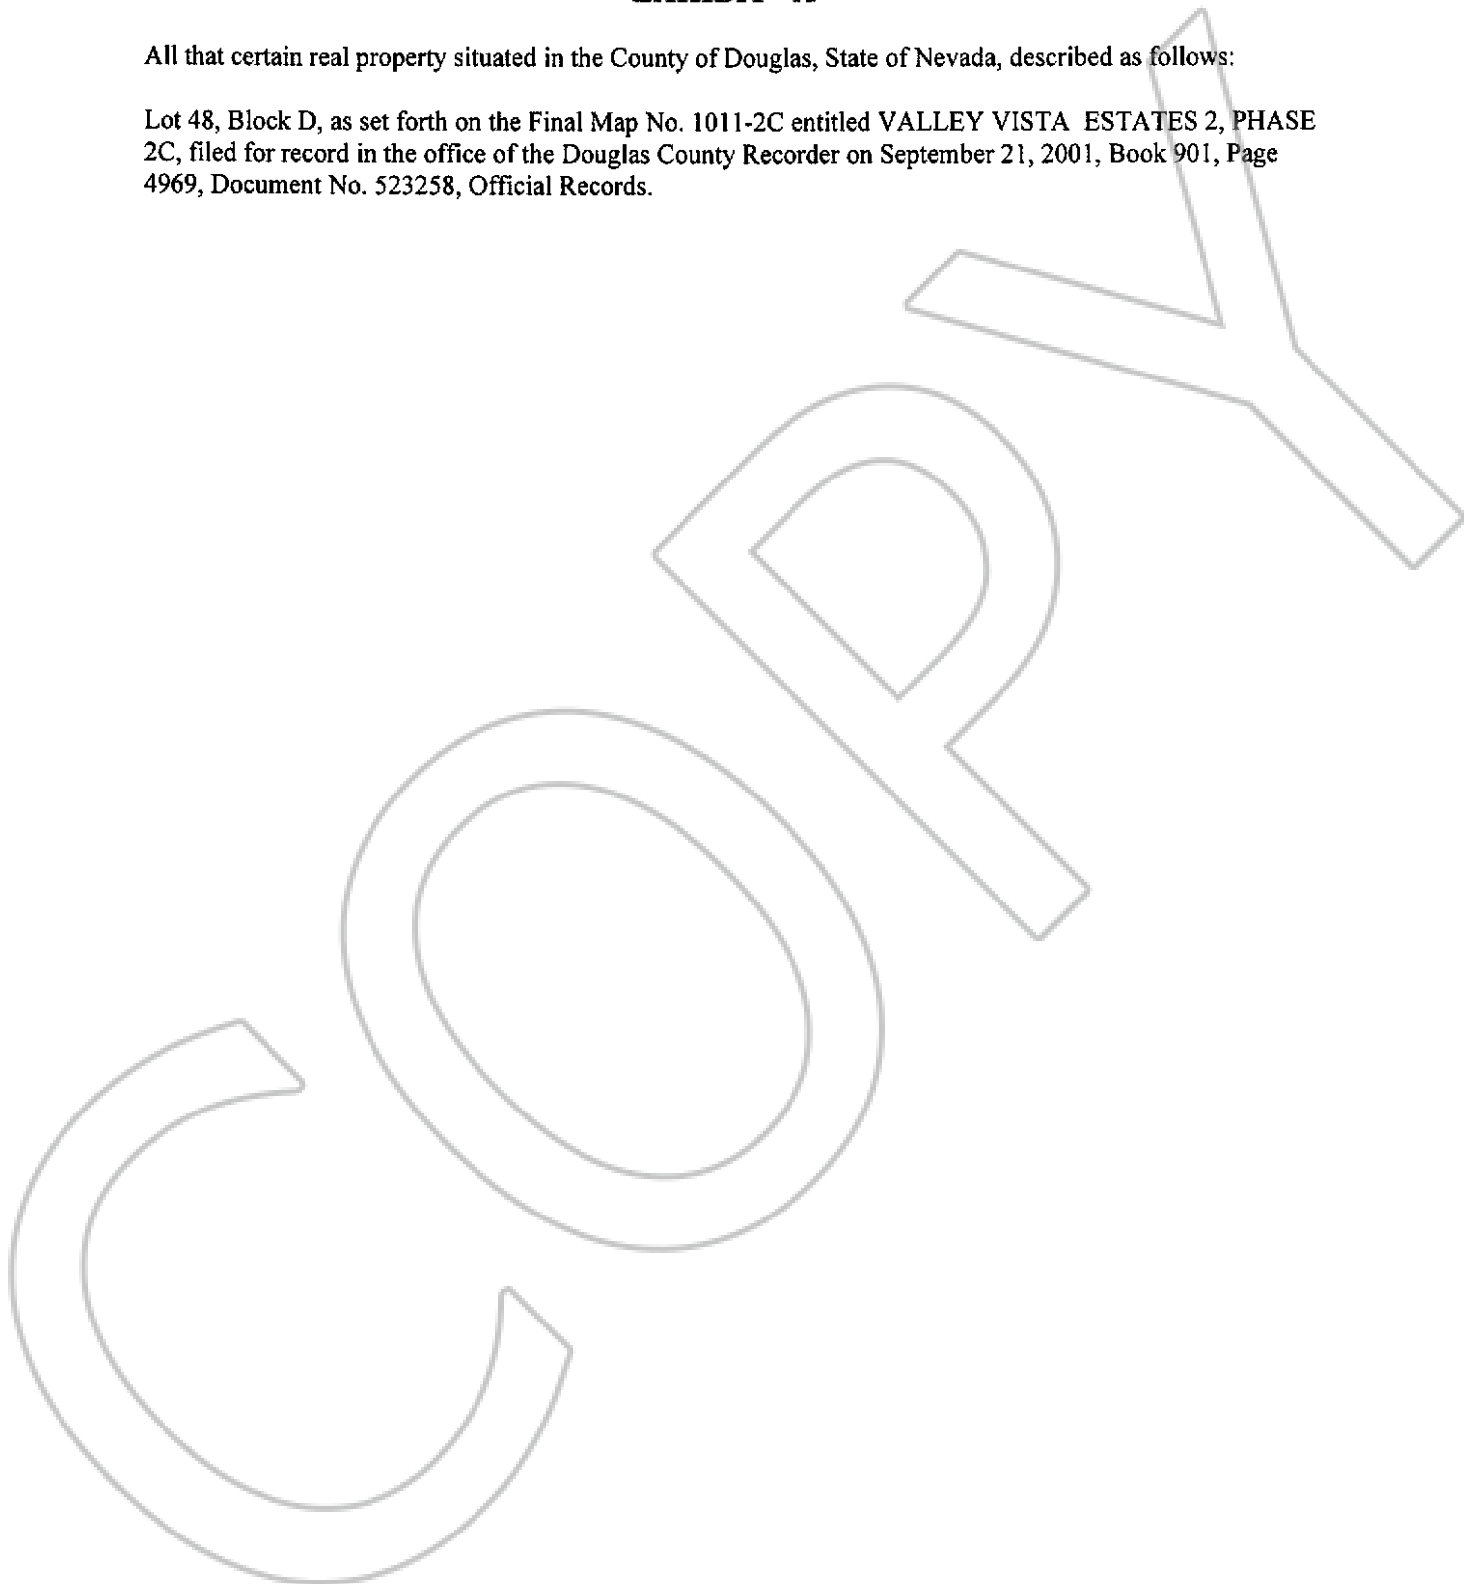 All that certain real property situated in the County of Douglas, State of Nevada, described as follows:
Lot 48, Block D, as set forth on the Final Map No. 1011-2C entitled VALLEY VISTA ESTATES 2, PHASE
2C, filed for record in the office of the Douglas County Recorder on September 21, 2001, Book 901, Page
4969, Document No. 523258, Official Records.
COPY